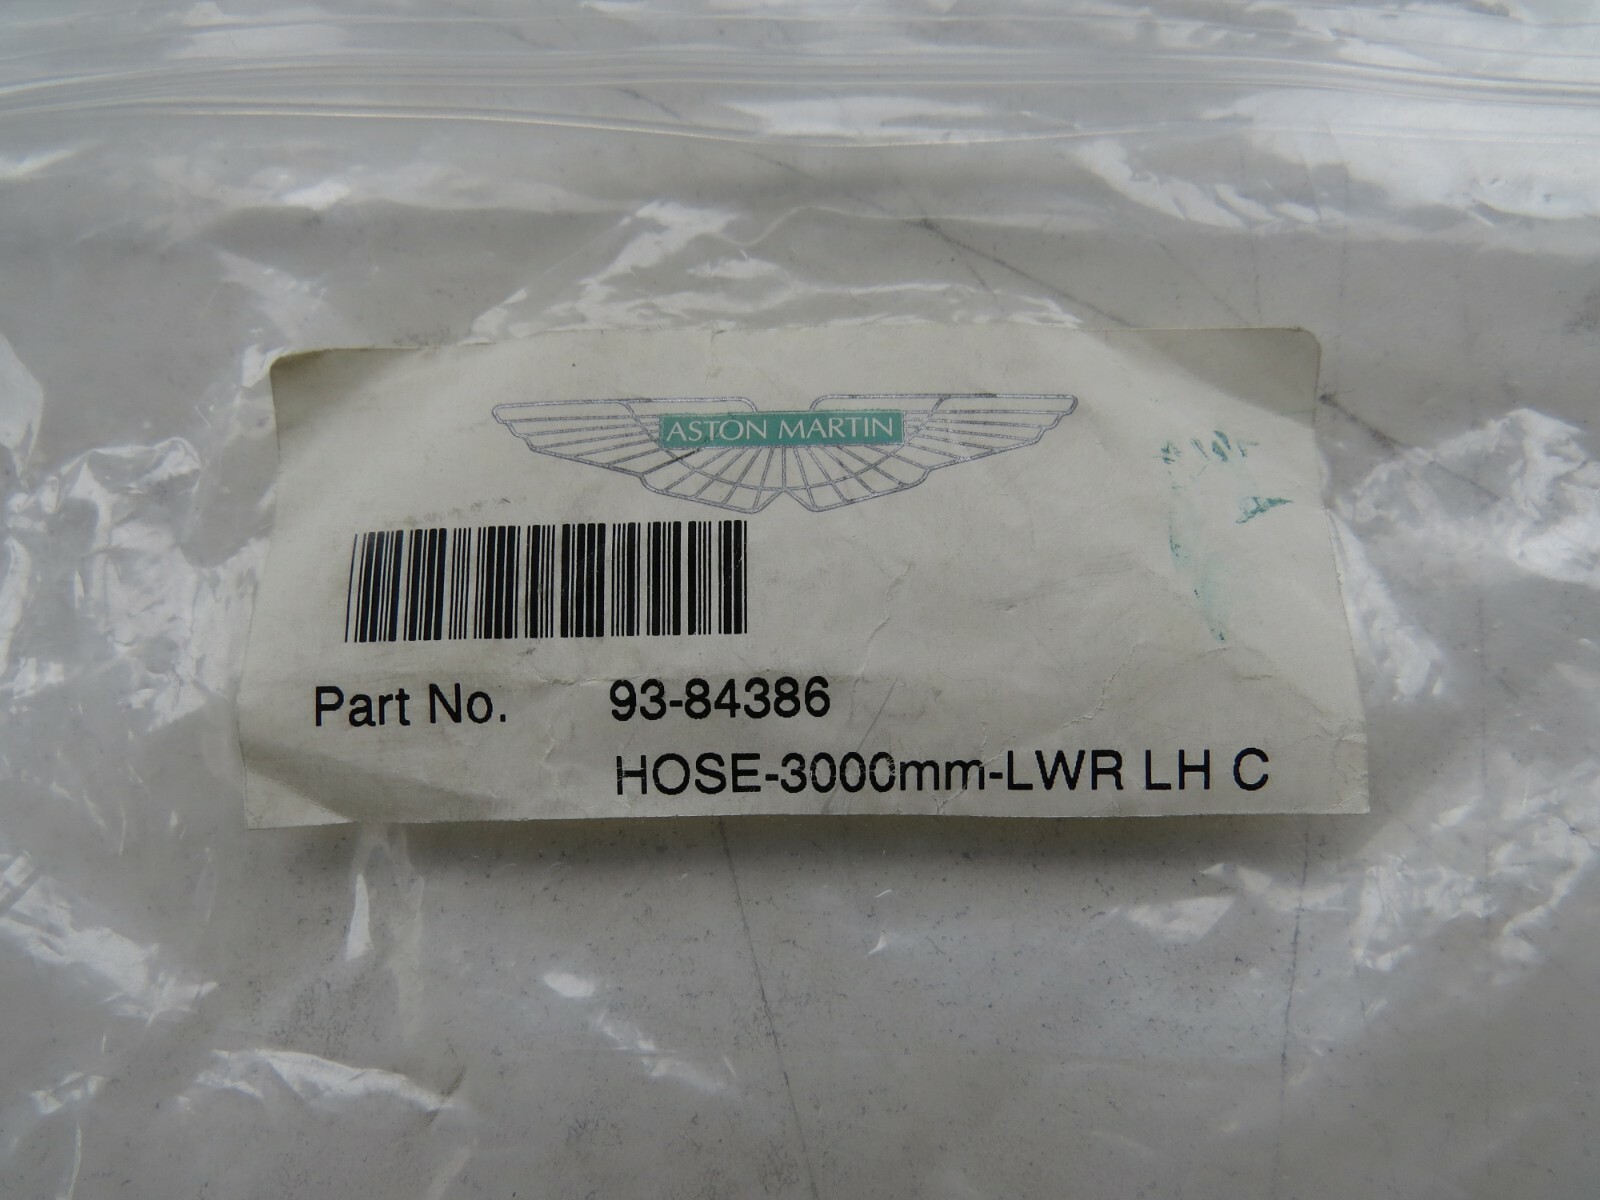 ASTON MARTIN
Part No. 93-84386
HOSE-3000mm-LWR LH C